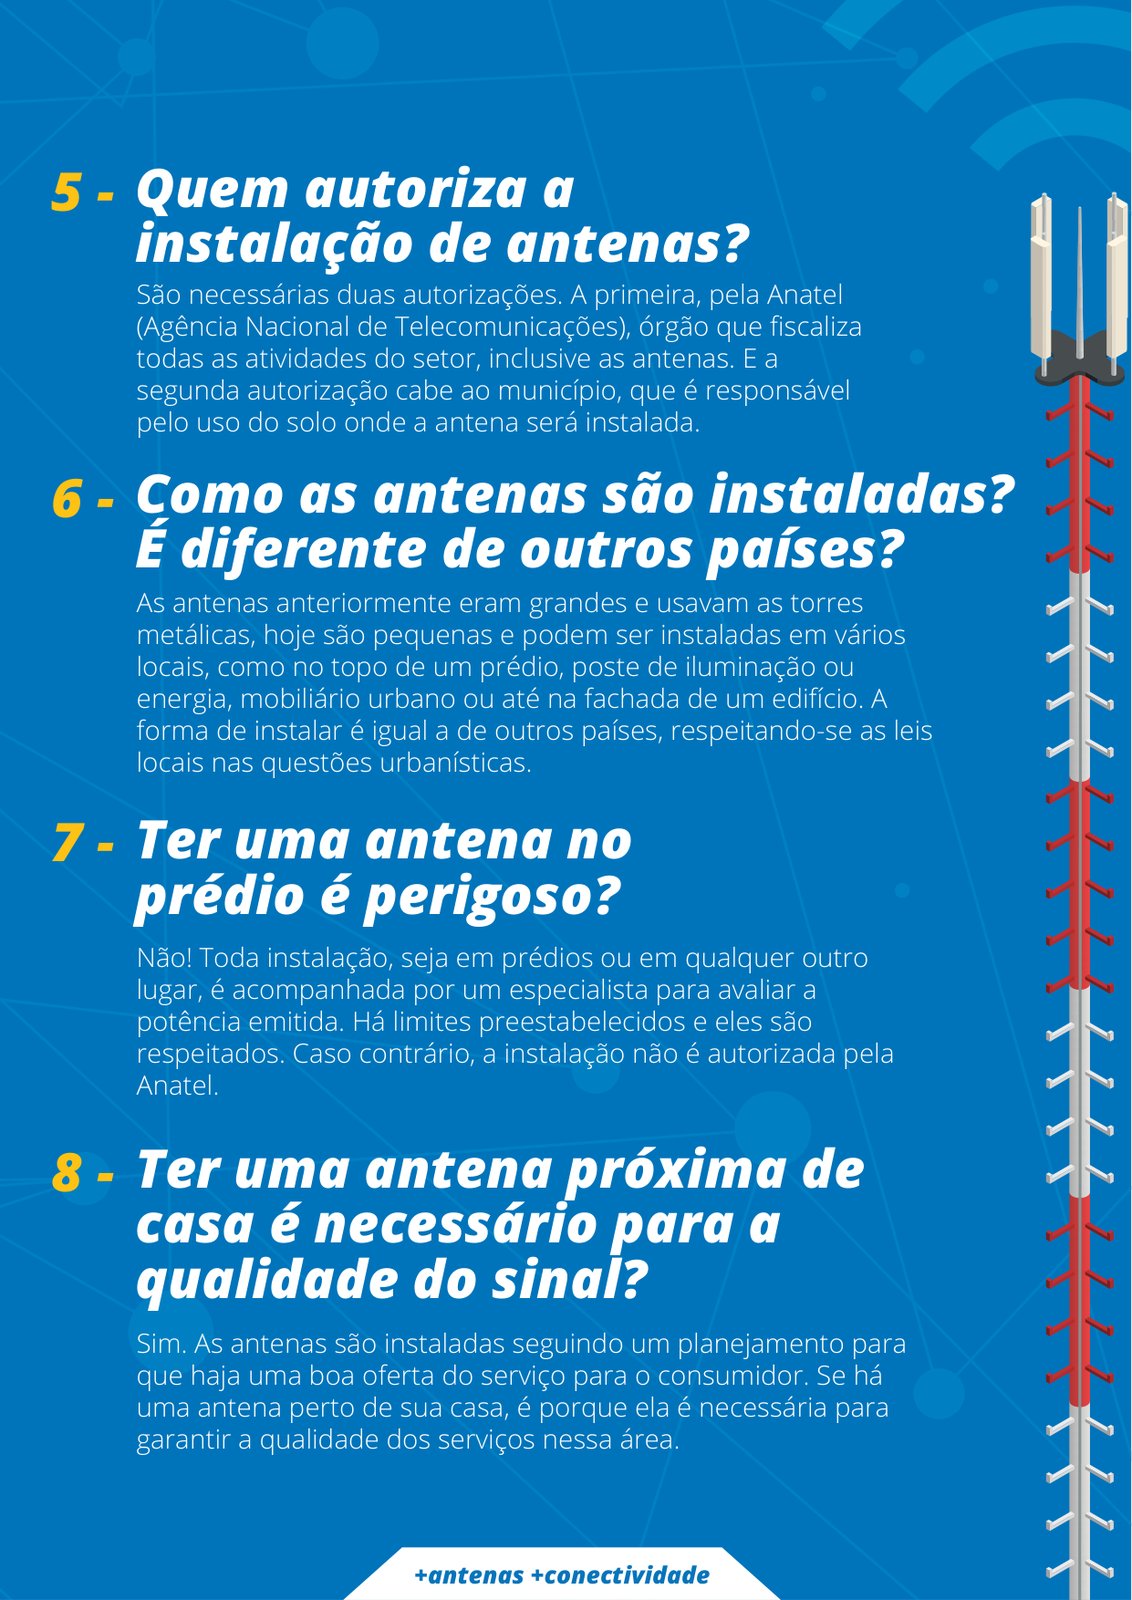 5 - Quem autoriza a
instalação de antenas?
São necessárias duas autorizações. A primeira, pela Anatel
(Agência Nacional de Telecomunicações), órgão que fiscaliza
todas as atividades do setor, inclusive as antenas. E a
segunda autorização cabe ao município, que é responsável
pelo uso do solo onde a antena será instalada.
6 - Como as antenas são instaladas?
É diferente de outros países?
As antenas anteriormente eram grandes e usavam as torres
metálicas, hoje são pequenas e podem ser instaladas em vários
locais, como no topo de um prédio, poste de iluminação ou
energia, mobiliário urbano ou até na fachada de um edifício. A
forma de instalar é igual a de outros países, respeitando-se as leis
locais nas questões urbanísticas.
7 - Ter uma antena no
prédio é perigoso?
Não! Toda instalação, seja em prédios ou em qualquer outro
lugar, é acompanhada por um especialista para avaliar a
potência emitida. Há limites preestabelecidos e eles são
respeitados. Caso contrário, a instalação não é autorizada pela
Anatel.
8 - Ter uma antena próxima de
casa é necessário para a
qualidade do sinal?
Sim. As antenas são instaladas seguindo um planejamento para
que haja uma boa oferta do serviço para o consumidor. Se há
uma antena perto de sua casa, é porque ela é necessária para
garantir a qualidade dos serviços nessa área.
+antenas +conectividade